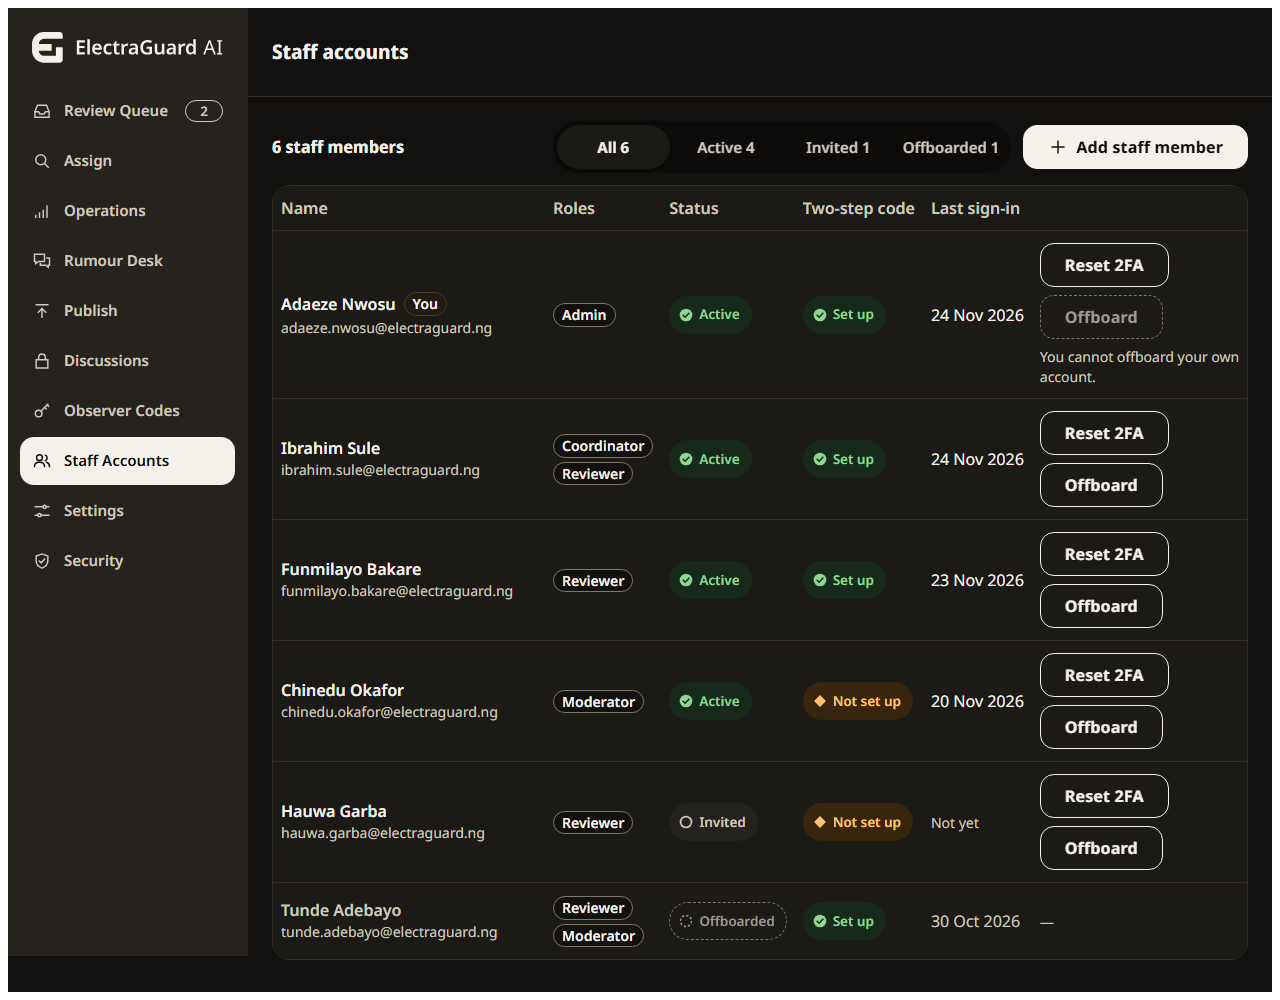 ElectraGuard AI
Review Queue 2
Assign
Operations
Rumour Desk
Publish
Discussions
Observer Codes
Staff Accounts
Settings
Security
Staff accounts
6 staff members
All 6 Active 4 Invited 1 Offboarded 1
+ Add staff member
Name Roles Status Two-step code Last sign-in
Adaeze Nwosu You
adaeze.nwosu@electraguard.ng
Admin
Active
Set up
24 Nov 2026
Reset 2FA
Offboard
You cannot offboard your own
account.
Ibrahim Sule
ibrahim.sule@electraguard.ng
Coordinator
Reviewer
Active
Set up
24 Nov 2026
Reset 2FA
Offboard
Funmilayo Bakare
funmilayo.bakare@electraguard.ng
Reviewer
Active
Set up
23 Nov 2026
Reset 2FA
Offboard
Chinedu Okafor
chinedu.okafor@electraguard.ng
Moderator
Active
Not set up
20 Nov 2026
Reset 2FA
Offboard
Hauwa Garba
hauwa.garba@electraguard.ng
Reviewer
Invited
Not set up
Not yet
Reset 2FA
Offboard
Tunde Adebayo
tunde.adebayo@electraguard.ng
Reviewer
Moderator
Offboarded
Set up
30 Oct 2026
—